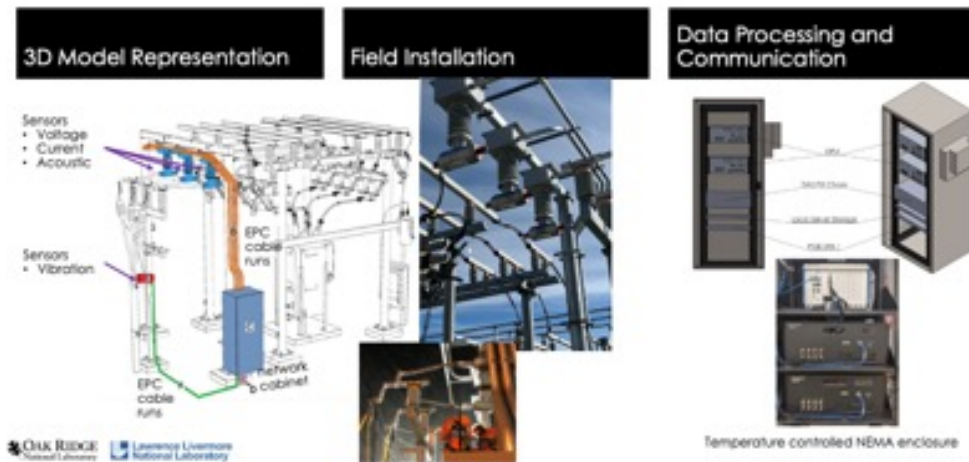 3D Model Representation
Field Installation
Data Processing and
Communication
Sensors
• Voltage
• Current
• Acoustic
EPC
cable
runs
Sensors
• Vibration
EPC
cable
runs
network
cabinet
OAK RIDGE
National Laboratory
Lawrence Livermore
National Laboratory
Temperature controlled NEMA enclosure